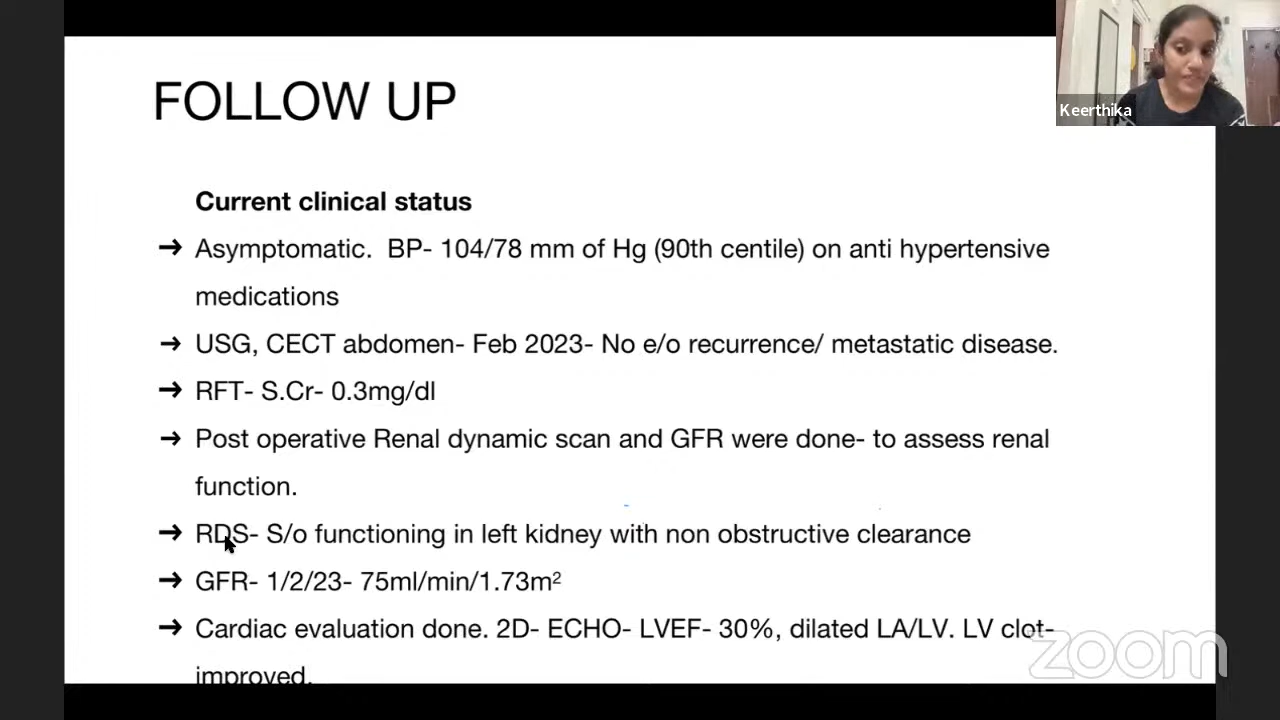 FOLLOW UP
Keerthika
Current clinical status
→ Asymptomatic. BP- 104/78 mm of Hg (90th centile) on anti hypertensive
medications
→ USG, CECT abdomen- Feb 2023- No e/o recurrence/ metastatic disease.
→ RFT- S.Cr- 0.3mg/dl
→ Post operative Renal dynamic scan and GFR were done- to assess renal
function.
→ RDS- S/o functioning in left kidney with non obstructive clearance
→ GFR- 1/2/23- 75ml/min/1.73m²
→ Cardiac evaluation done. 2D- ECHO- LVEF- 30%, dilated LA/LV. LV clot-
improved.
zoom